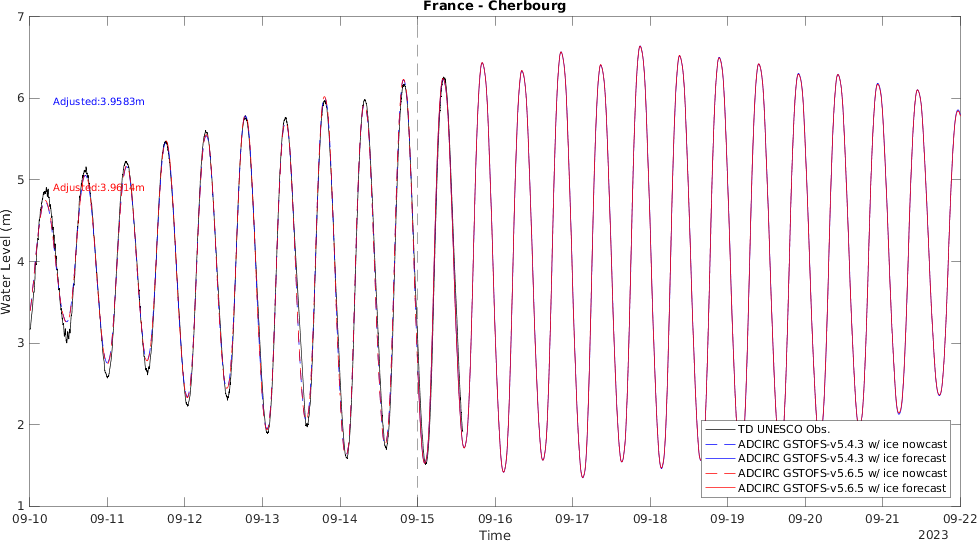 France - Cherbourg
7
6
5
4
3
2
1
Water Level (m)
Adjusted:3.9583m
Adjusted:3.9614m
TD UNESCO Obs.
ADCIRC GSTOFS-v5.4.3 w/ ice nowcast
ADCIRC GSTOFS-v5.4.3 w/ ice forecast
ADCIRC GSTOFS-v5.6.5 w/ ice nowcast
ADCIRC GSTOFS-v5.6.5 w/ ice forecast
09-10 09-11 09-12 09-13 09-14 09-15 09-16 09-17 09-18 09-19 09-20 09-21 09-22
Time
2023